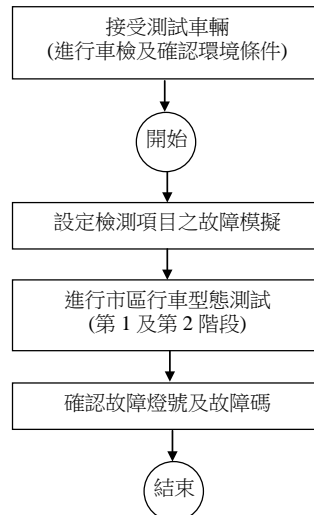 接受測試車輛
(進行車檢及確認環境條件)
開始
設定檢測項目之故障模擬
進行市區行車型態測試
(第 1 及第 2 階段)
確認故障燈號及故障碼
結束